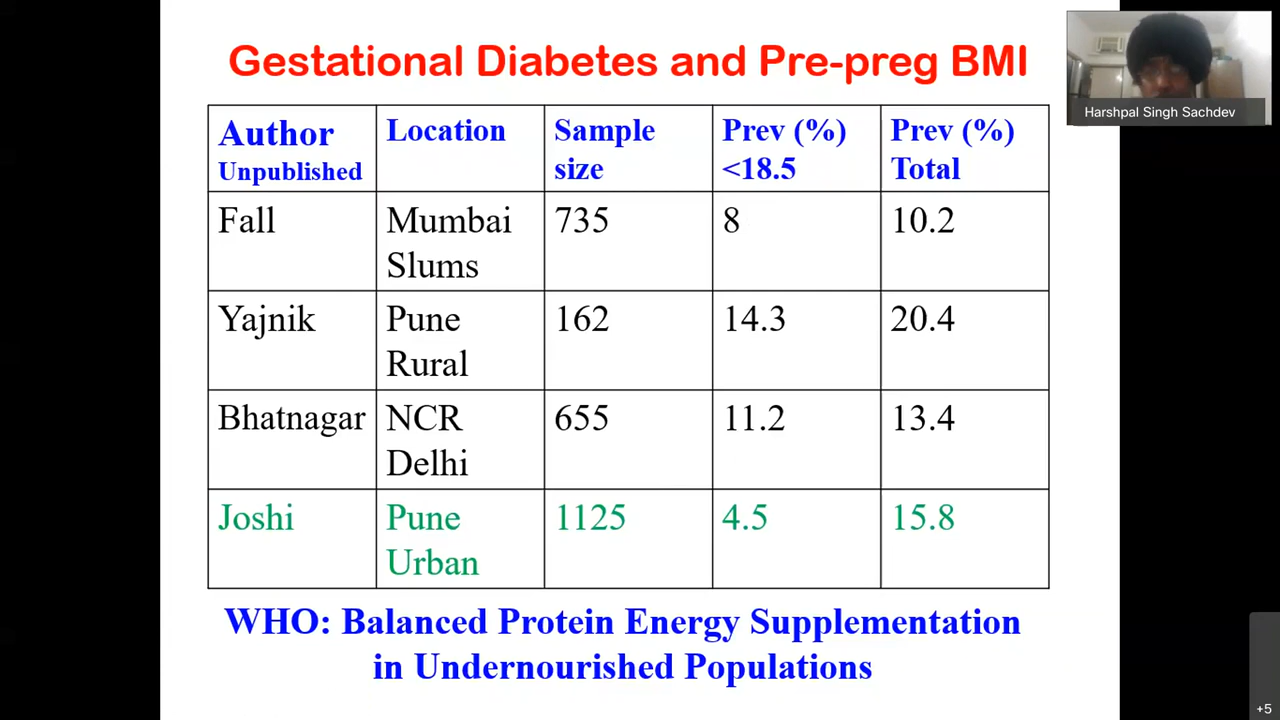 Gestational Diabetes and Pre-preg BMI
Harshpal Singh Sachdev
Author Unpublished | Location | Sample size | Prev (%) <18.5 | Prev (%) Total
Fall | Mumbai Slums | 735 | 8 | 10.2
Yajnik | Pune Rural | 162 | 14.3 | 20.4
Bhatnagar | NCR Delhi | 655 | 11.2 | 13.4
Joshi | Pune Urban | 1125 | 4.5 | 15.8
WHO: Balanced Protein Energy Supplementation
in Undernourished Populations
+5